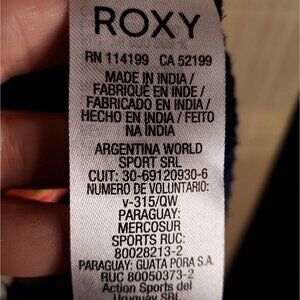 ROXY
RN 114199 CA 52199
MADE IN INDIA /
FABRIQUÉ EN INDE /
FABRICADO EN INDIA /
HECHO EN INDIA / FEITO
NA ÍNDIA
ARGENTINA WORLD
SPORT SRL
CUIT: 30-69120930-6
NUMERO DE VOLUNTARIO:
v-315/QW
PARAGUAY:
MERCOSUR
SPORTS RUC:
80028213-2
PARAGUAY: GUATA PORA S.A.
RUC 80050373-2
Action Sports del
Uruguay SRL